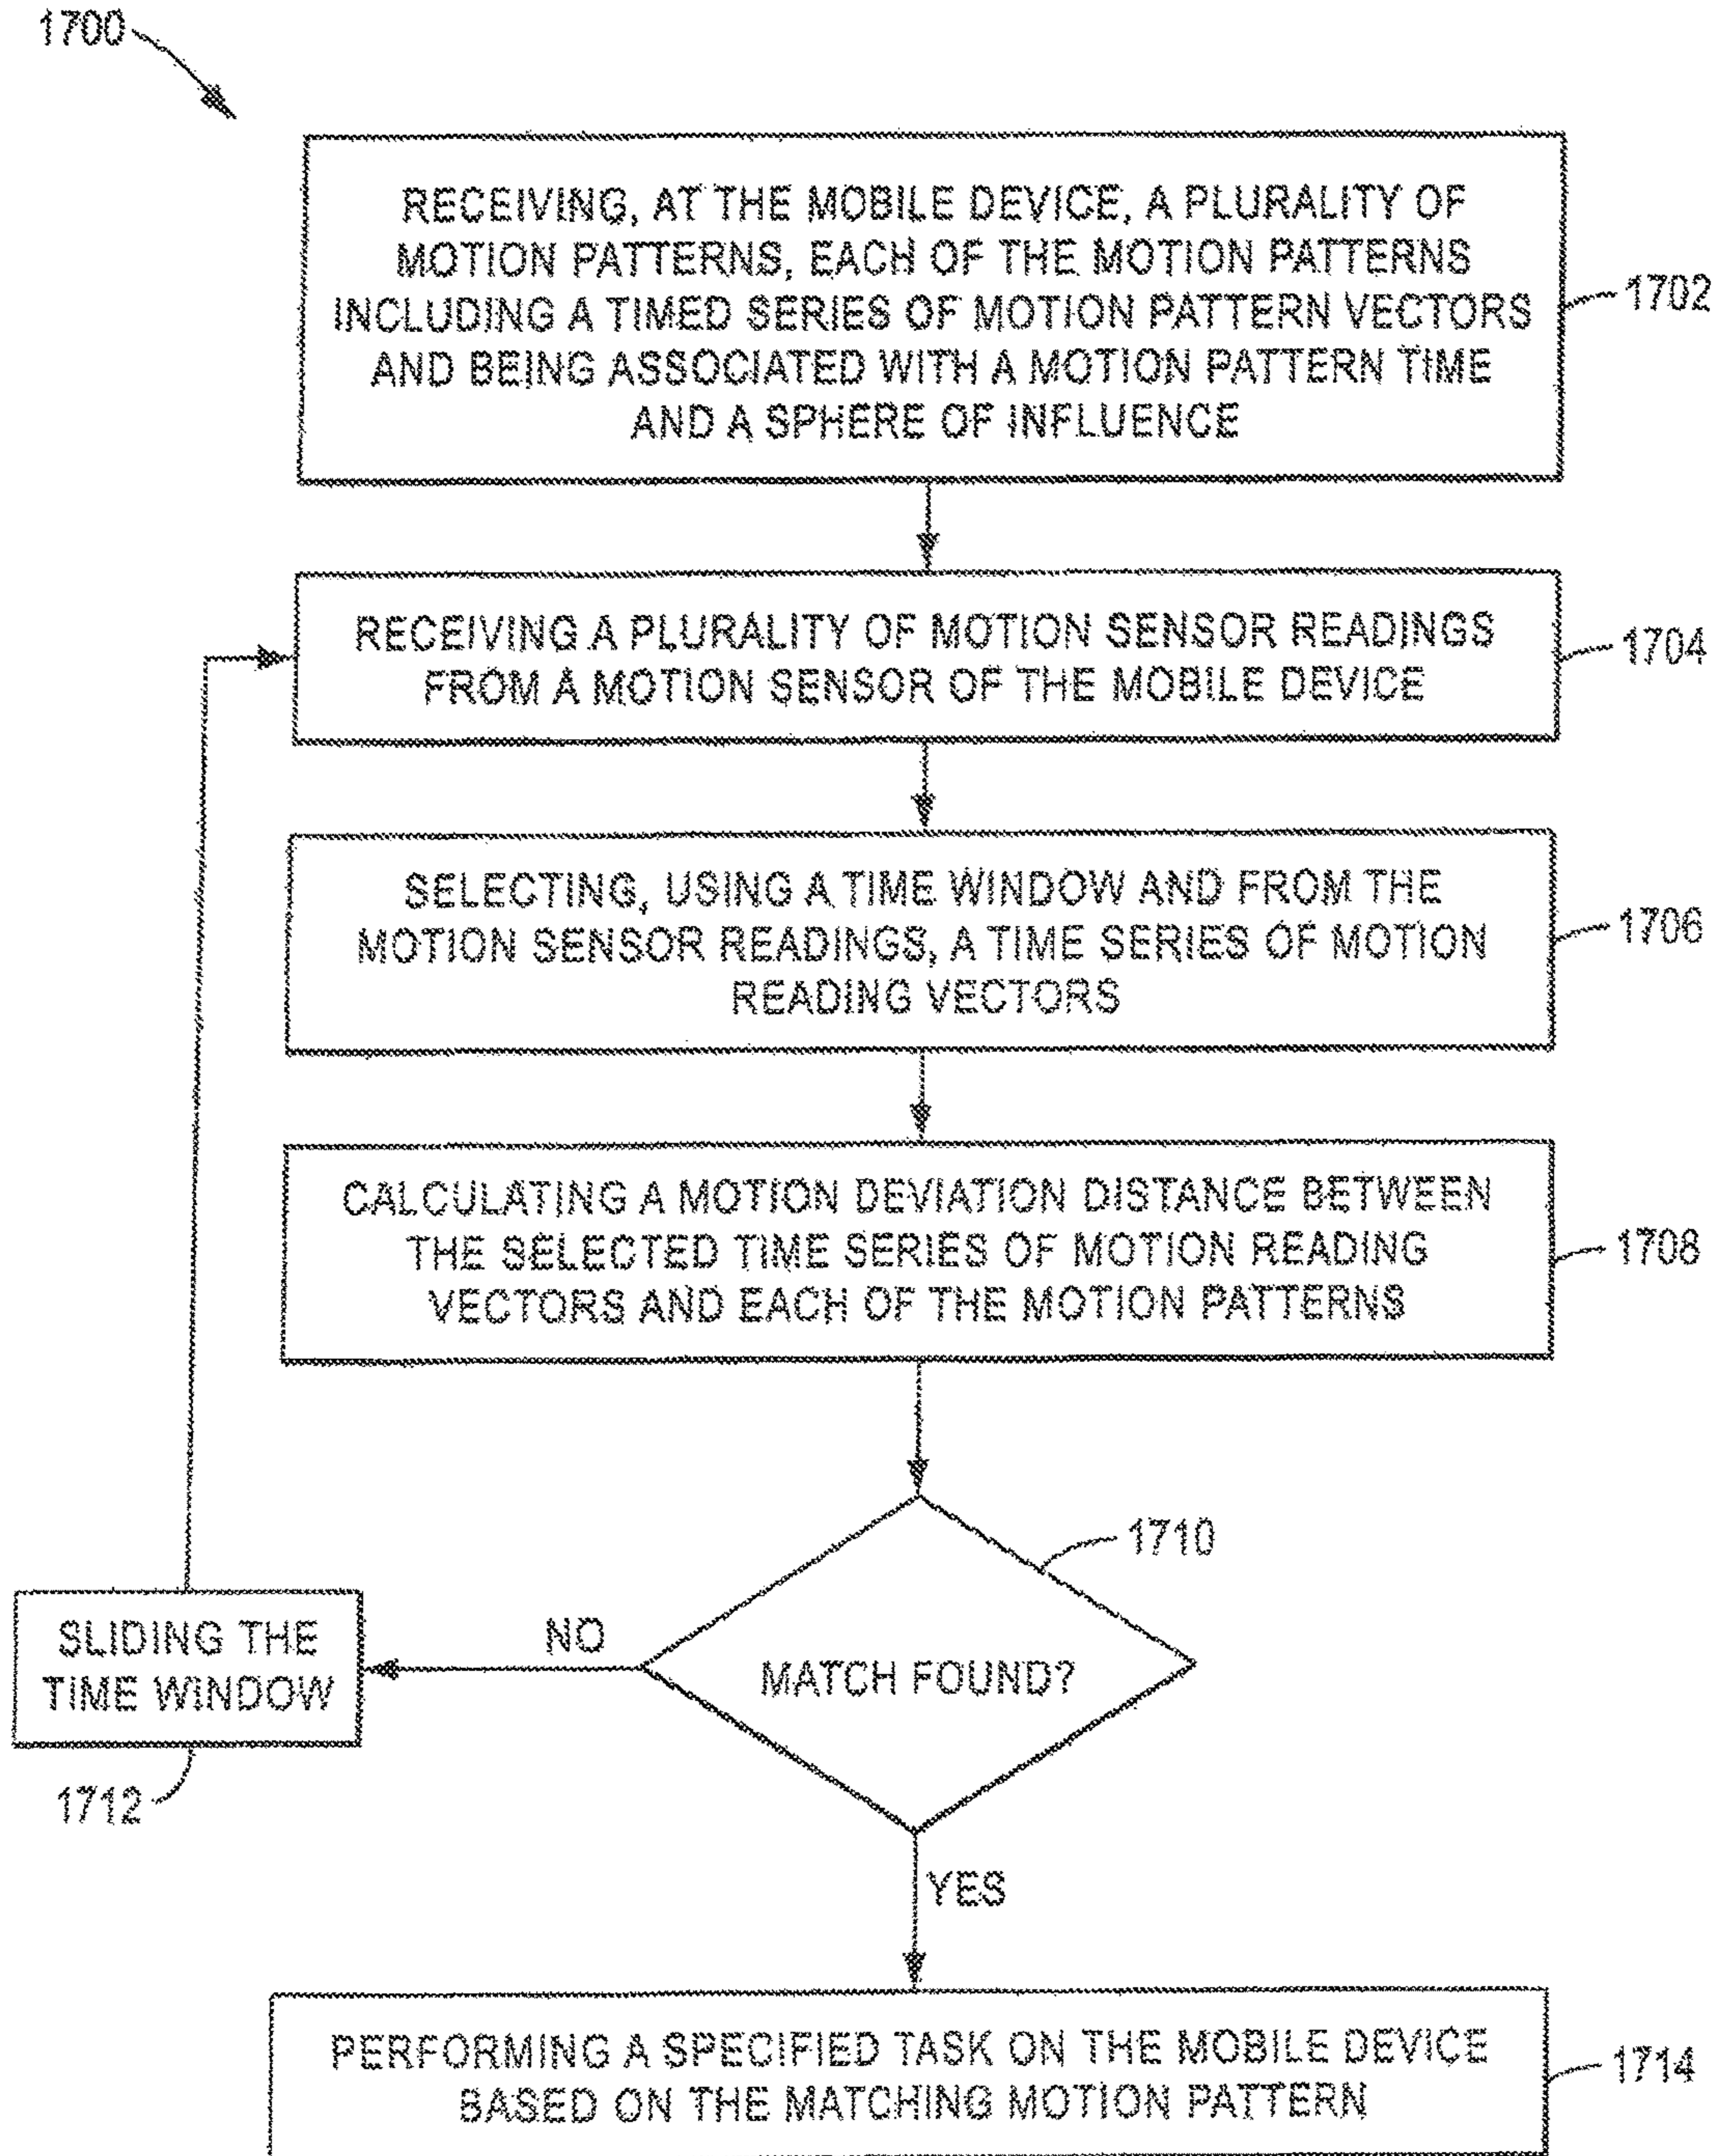 1700
RECEIVING, AT THE MOBILE DEVICE, A PLURALITY OF
MOTION PATTERNS, EACH OF THE MOTION PATTERNS
INCLUDING A TIMED SERIES OF MOTION PATTERN VECTORS
AND BEING ASSOCIATED WITH A MOTION PATTERN TIME
AND A SPHERE OF INFLUENCE
1702
RECEIVING A PLURALITY OF MOTION SENSOR READINGS
FROM A MOTION SENSOR OF THE MOBILE DEVICE
1704
SELECTING, USING A TIME WINDOW AND FROM THE
MOTION SENSOR READINGS, A TIME SERIES OF MOTION
READING VECTORS
1706
CALCULATING A MOTION DEVIATION DISTANCE BETWEEN
THE SELECTED TIME SERIES OF MOTION READING
VECTORS AND EACH OF THE MOTION PATTERNS
1708
1710
MATCH FOUND?
NO
SLIDING THE
TIME WINDOW
1712
YES
PERFORMING A SPECIFIED TASK ON THE MOBILE DEVICE
BASED ON THE MATCHING MOTION PATTERN
1714